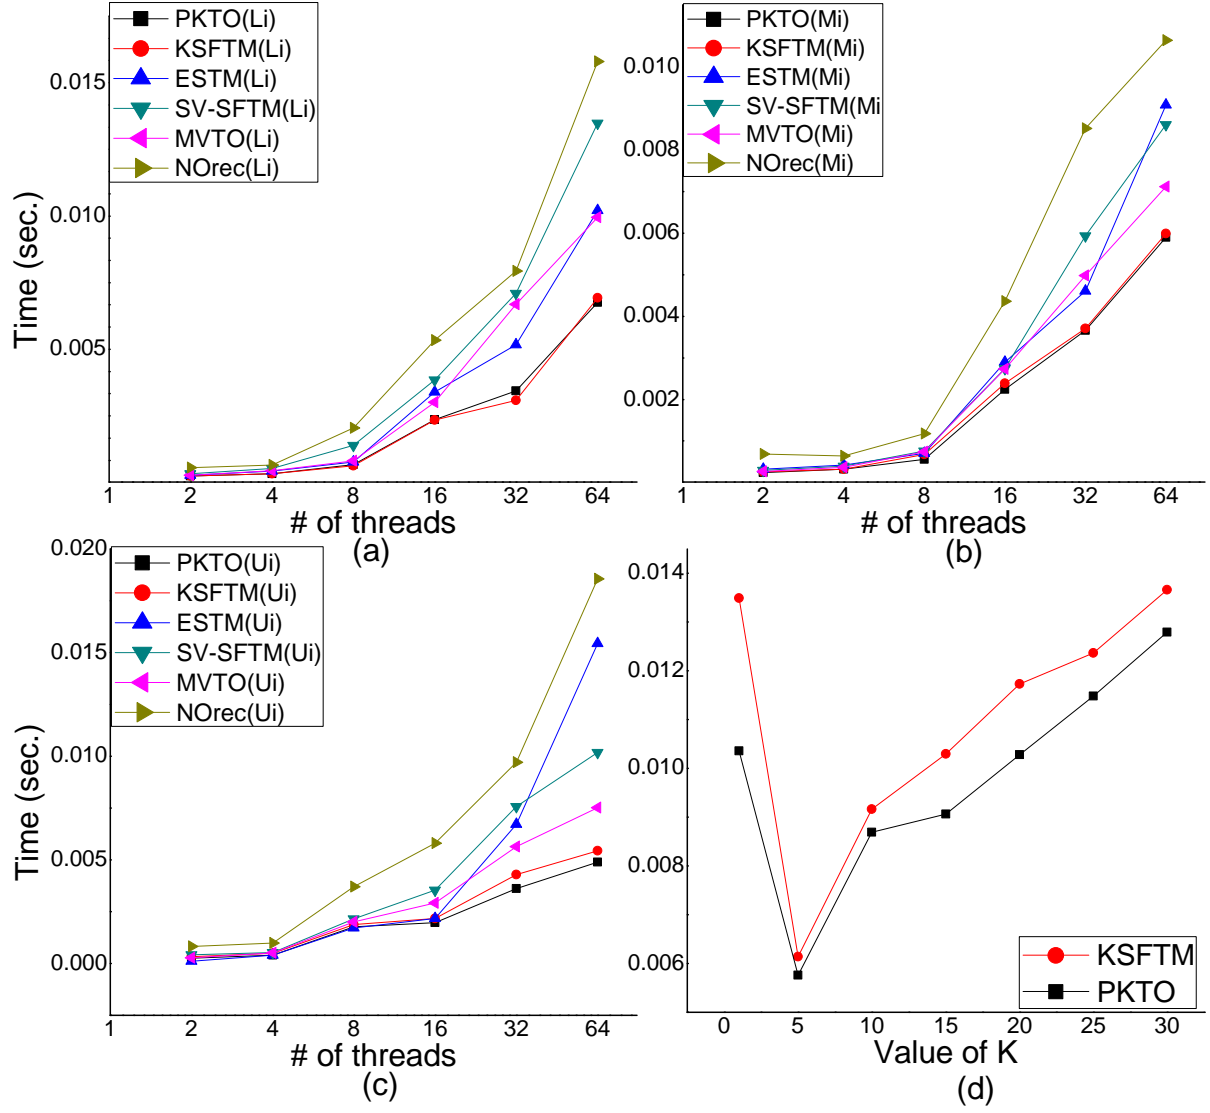 PKTO(Li)
KSFTM(Li)
ESTM(Li)
SV-SFTM(Li)
MVTO(Li)
NOrec(Li)
0.015
0.010
0.005
Time (sec.)
1 2 4 8 16 32 64
# of threads
(a)
PKTO(Mi)
KSFTM(Mi)
ESTM(Mi)
SV-SFTM(Mi
MVTO(Mi)
NOrec(Mi)
0.010
0.008
0.006
0.004
0.002
1 2 4 8 16 32 64
# of threads
(b)
PKTO(Ui)
KSFTM(Ui)
ESTM(Ui)
SV-SFTM(Ui)
MVTO(Ui)
NOrec(Ui)
0.020
0.015
0.010
0.005
0.000
Time (sec.)
1 2 4 8 16 32 64
# of threads
(c)
0.014
0.012
0.010
0.008
0.006
KSFTM
PKTO
0 5 10 15 20 25 30
Value of K
(d)